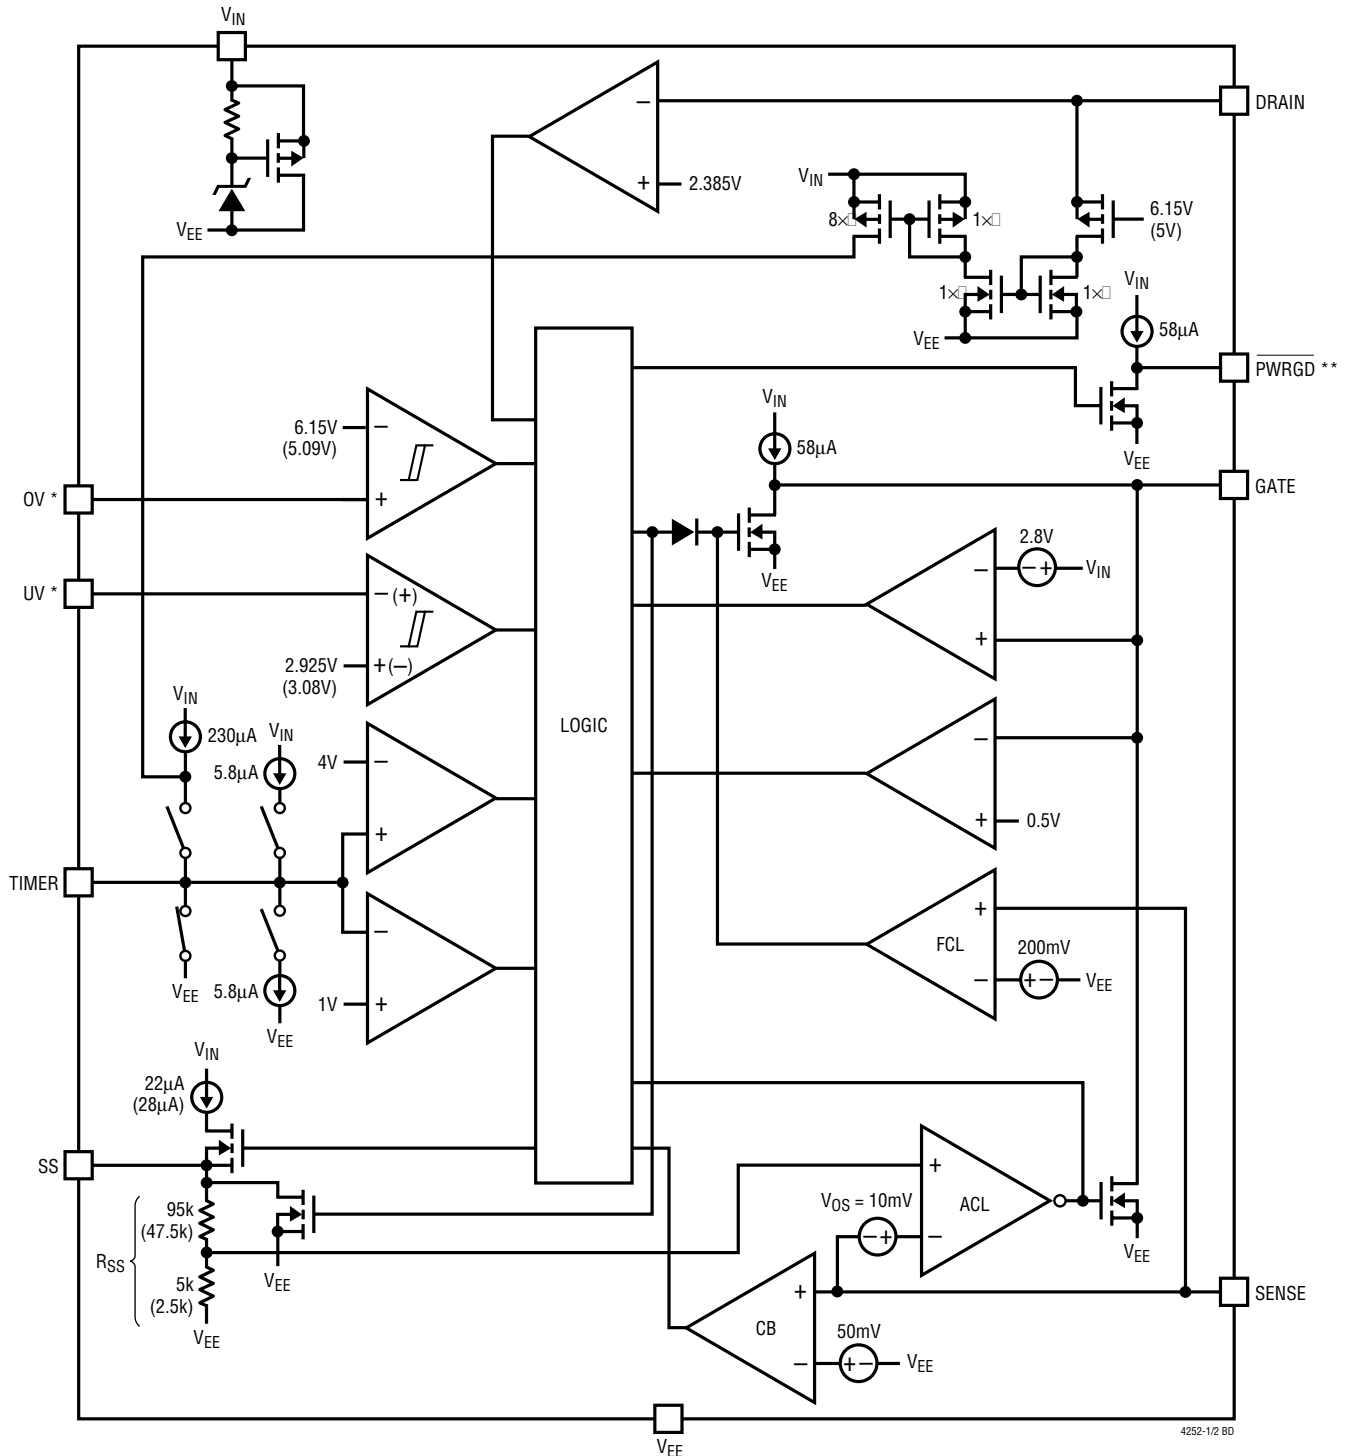 VIN
−
DRAIN
+
2.385V
VIN
8×
1×
6.15V
(5V)
VEE
1×
1×
VIN
VEE
58µA
PWRGD **
VIN
6.15V
(5.09V)
−
58µA
VEE
OV *
+
GATE
2.8V
−
− +
VIN
VEE
UV *
− (+)
2.925V
(3.08V)
+ (−)
+
VIN
LOGIC
230µA
VIN
5.8µA
4V
−
−
+
+
0.5V
TIMER
−
+
FCL
200mV
−
+ −
VEE
VEE
5.8µA
1V
+
VEE
VIN
22µA
(28µA)
SS
+
95k
(47.5k)
VOS = 10mV
ACL
− +
−
VEE
RSS
VEE
5k
(2.5k)
+
SENSE
CB
50mV
VEE
−
+ −
VEE
4252-1/2 BD
VEE